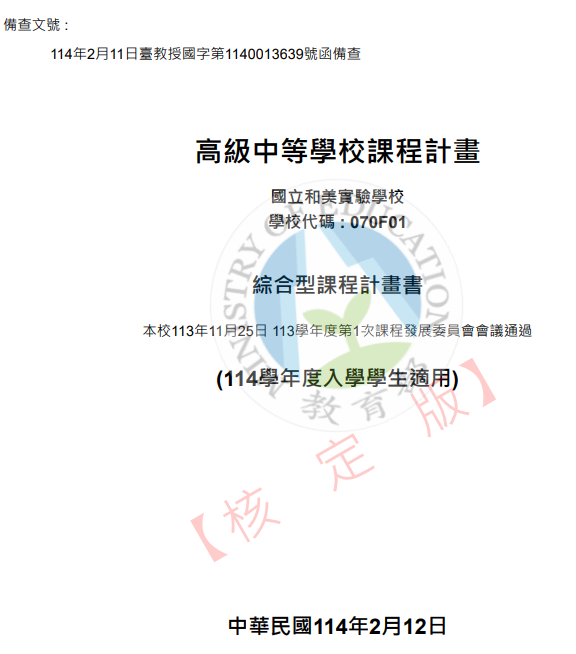 備查文號：
114年2月11日臺教授國字第1140013639號函備查
高級中等學校課程計畫
國立和美實驗學校
學校代碼：070F01
綜合型課程計畫書
本校113年11月25日 113學年度第1次課程發展委員會會議通過
(114學年度入學學生適用)
MINISTRY OF EDUCATION
教育部
【核定版】
中華民國114年2月12日